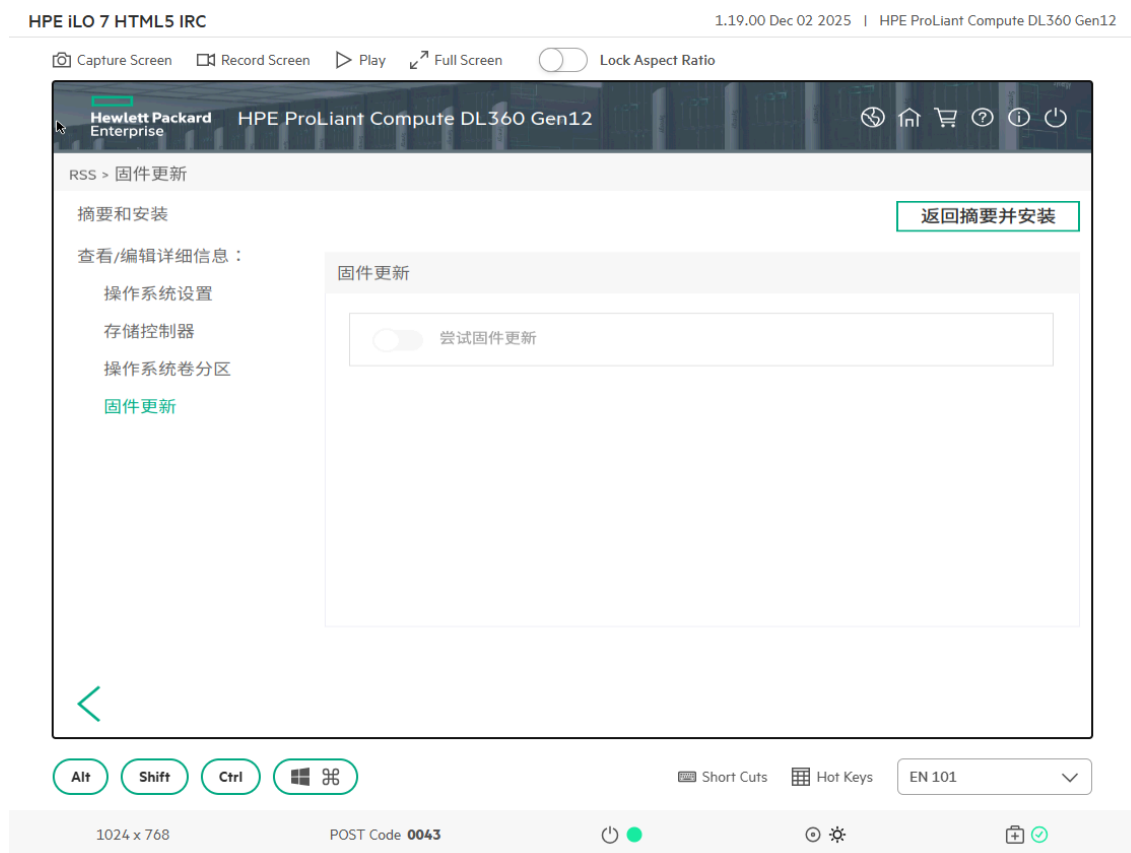 HPE iLO 7 HTML5 IRC
1.19.00 Dec 02 2025 | HPE ProLiant Compute DL360 Gen12
Capture Screen Record Screen Play Full Screen Lock Aspect Ratio
Hewlett Packard
Enterprise
HPE ProLiant Compute DL360 Gen12
RSS > 固件更新
摘要和安装
返回摘要并安装
查看/编辑详细信息：
操作系统设置
存储控制器
操作系统卷分区
固件更新
固件更新
尝试固件更新
Alt Shift Ctrl ⌘ Short Cuts Hot Keys EN 101
1024 x 768 POST Code 0043